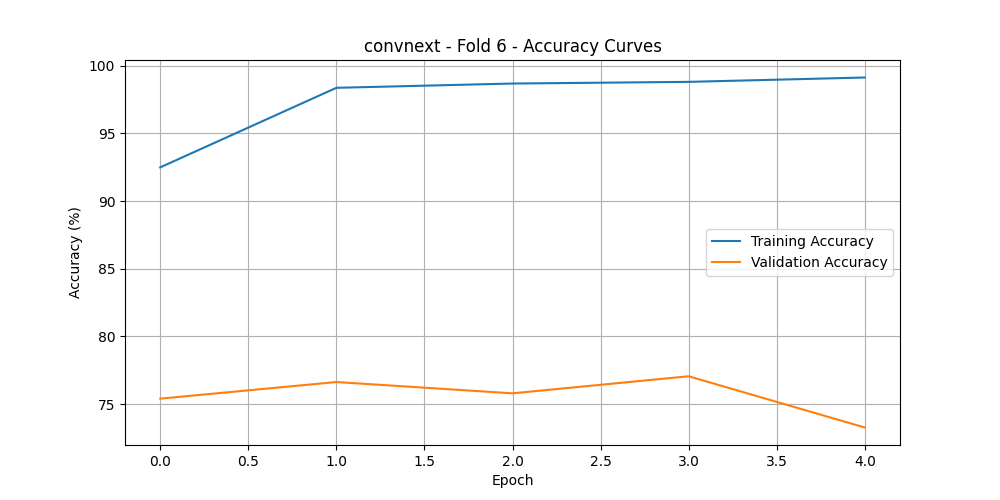 convnext - Fold 6 - Accuracy Curves
100
95
90
85
80
75
Accuracy (%)
Training Accuracy
Validation Accuracy
0.0 0.5 1.0 1.5 2.0 2.5 3.0 3.5 4.0
Epoch